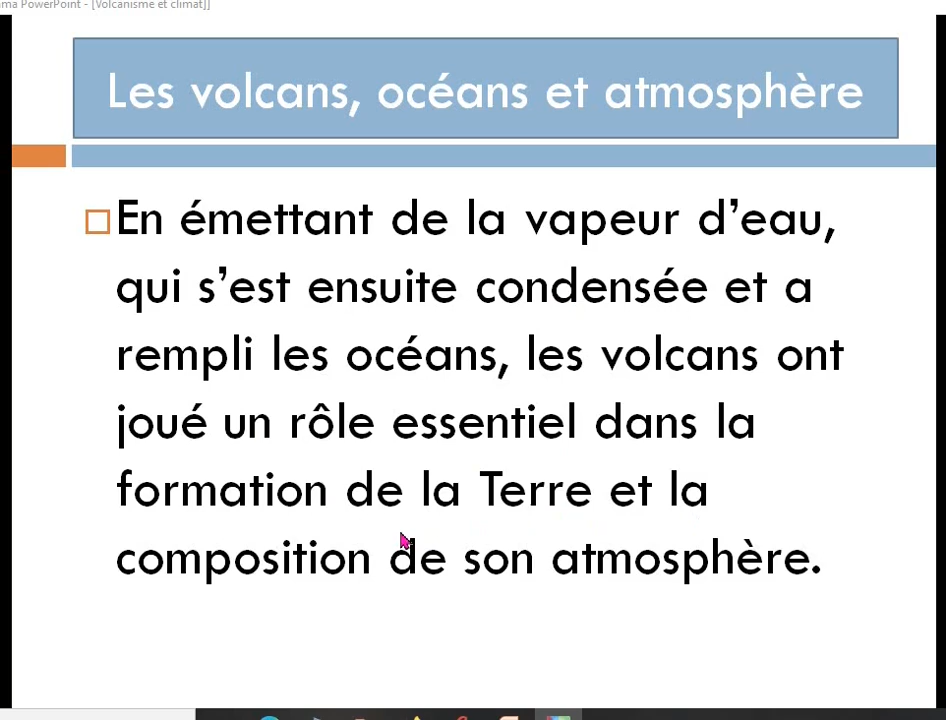 PowerPoint - [Volcanisme et climat]]
Les volcans, océans et atmosphère
En émettant de la vapeur d’eau,
qui s’est ensuite condensée et a
rempli les océans, les volcans ont
joué un rôle essentiel dans la
formation de la Terre et la
composition de son atmosphère.